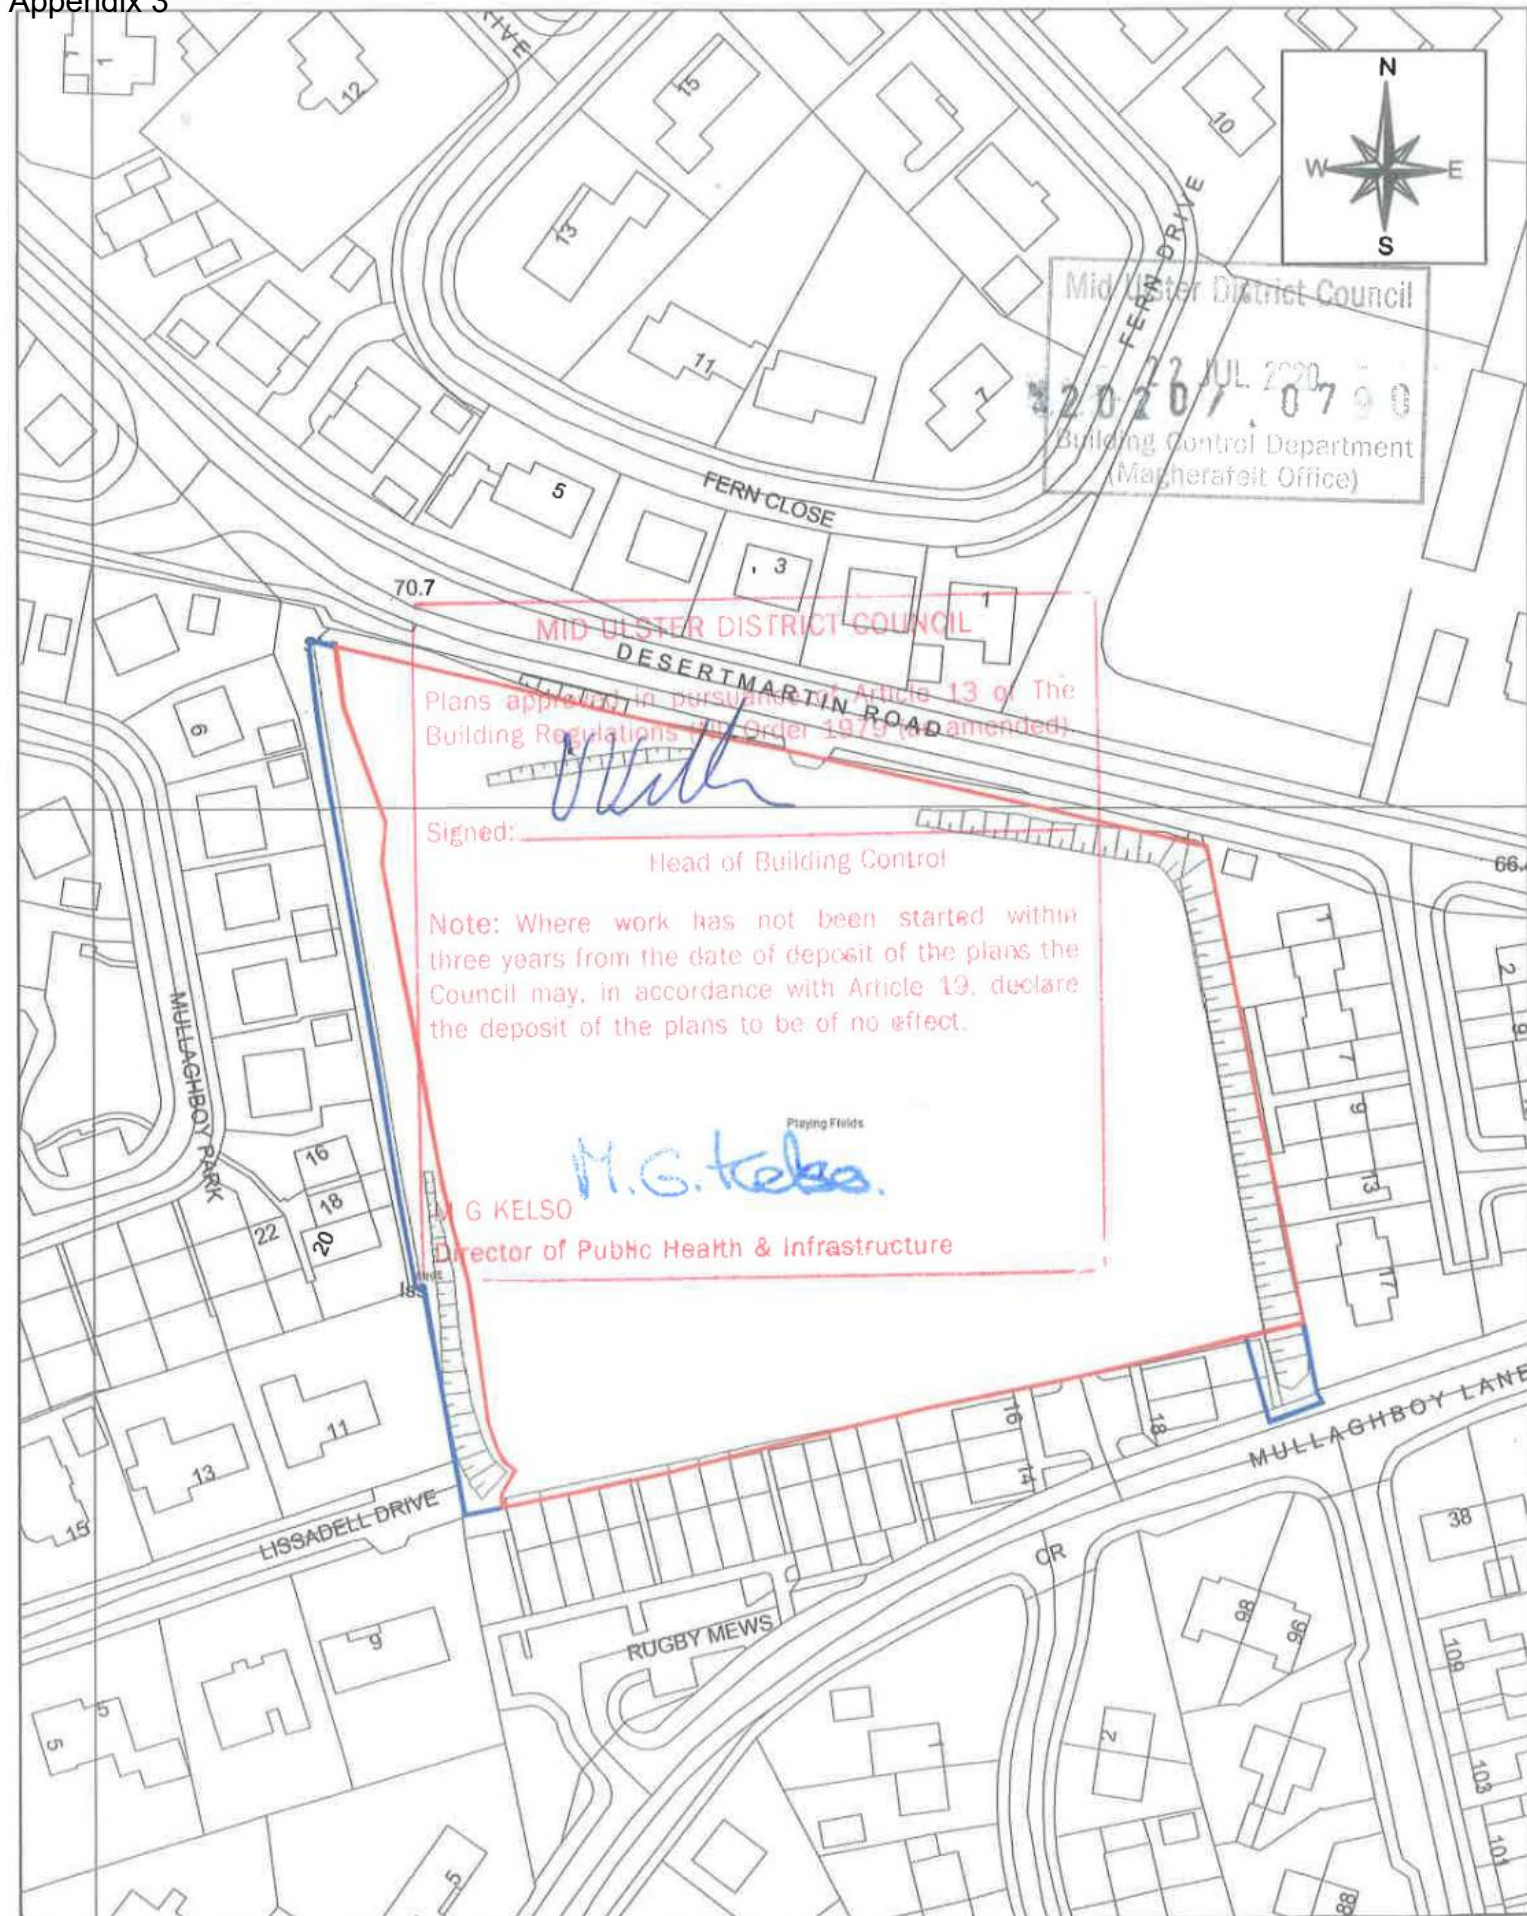 Appendix 3
RIVE
1
12
15
10
N
W E
S
13
FERN DRIVE
Mid Ulster District Council
22 JUL 2020
2020/0790
Building Control Department
(Magherafelt Office)
11
7
5
FERN CLOSE
3
1
70.7
MID ULSTER DISTRICT COUNCIL
DESERTMARTIN ROAD
Plans approved in pursuance of Article 13 of The
Building Regulations (NI) Order 1979 (as amended).
6
Signed:
Head of Building Control
66.
1
2
Note: Where work has not been started within
three years from the date of deposit of the plans the
Council may, in accordance with Article 19, declare
the deposit of the plans to be of no effect.
MULLAGHBOY PARK
7
9
13
16
18
20
22
Playing Fields
M.G. Kelso.
M G KELSO
Director of Public Health & Infrastructure
17
11
13
15
LISSADELL DRIVE
16
14
18
MULLAGHBOY LANE
38
CR
RUGBY MEWS
9
98
96
109
5
5
1
2
103
101
5
88